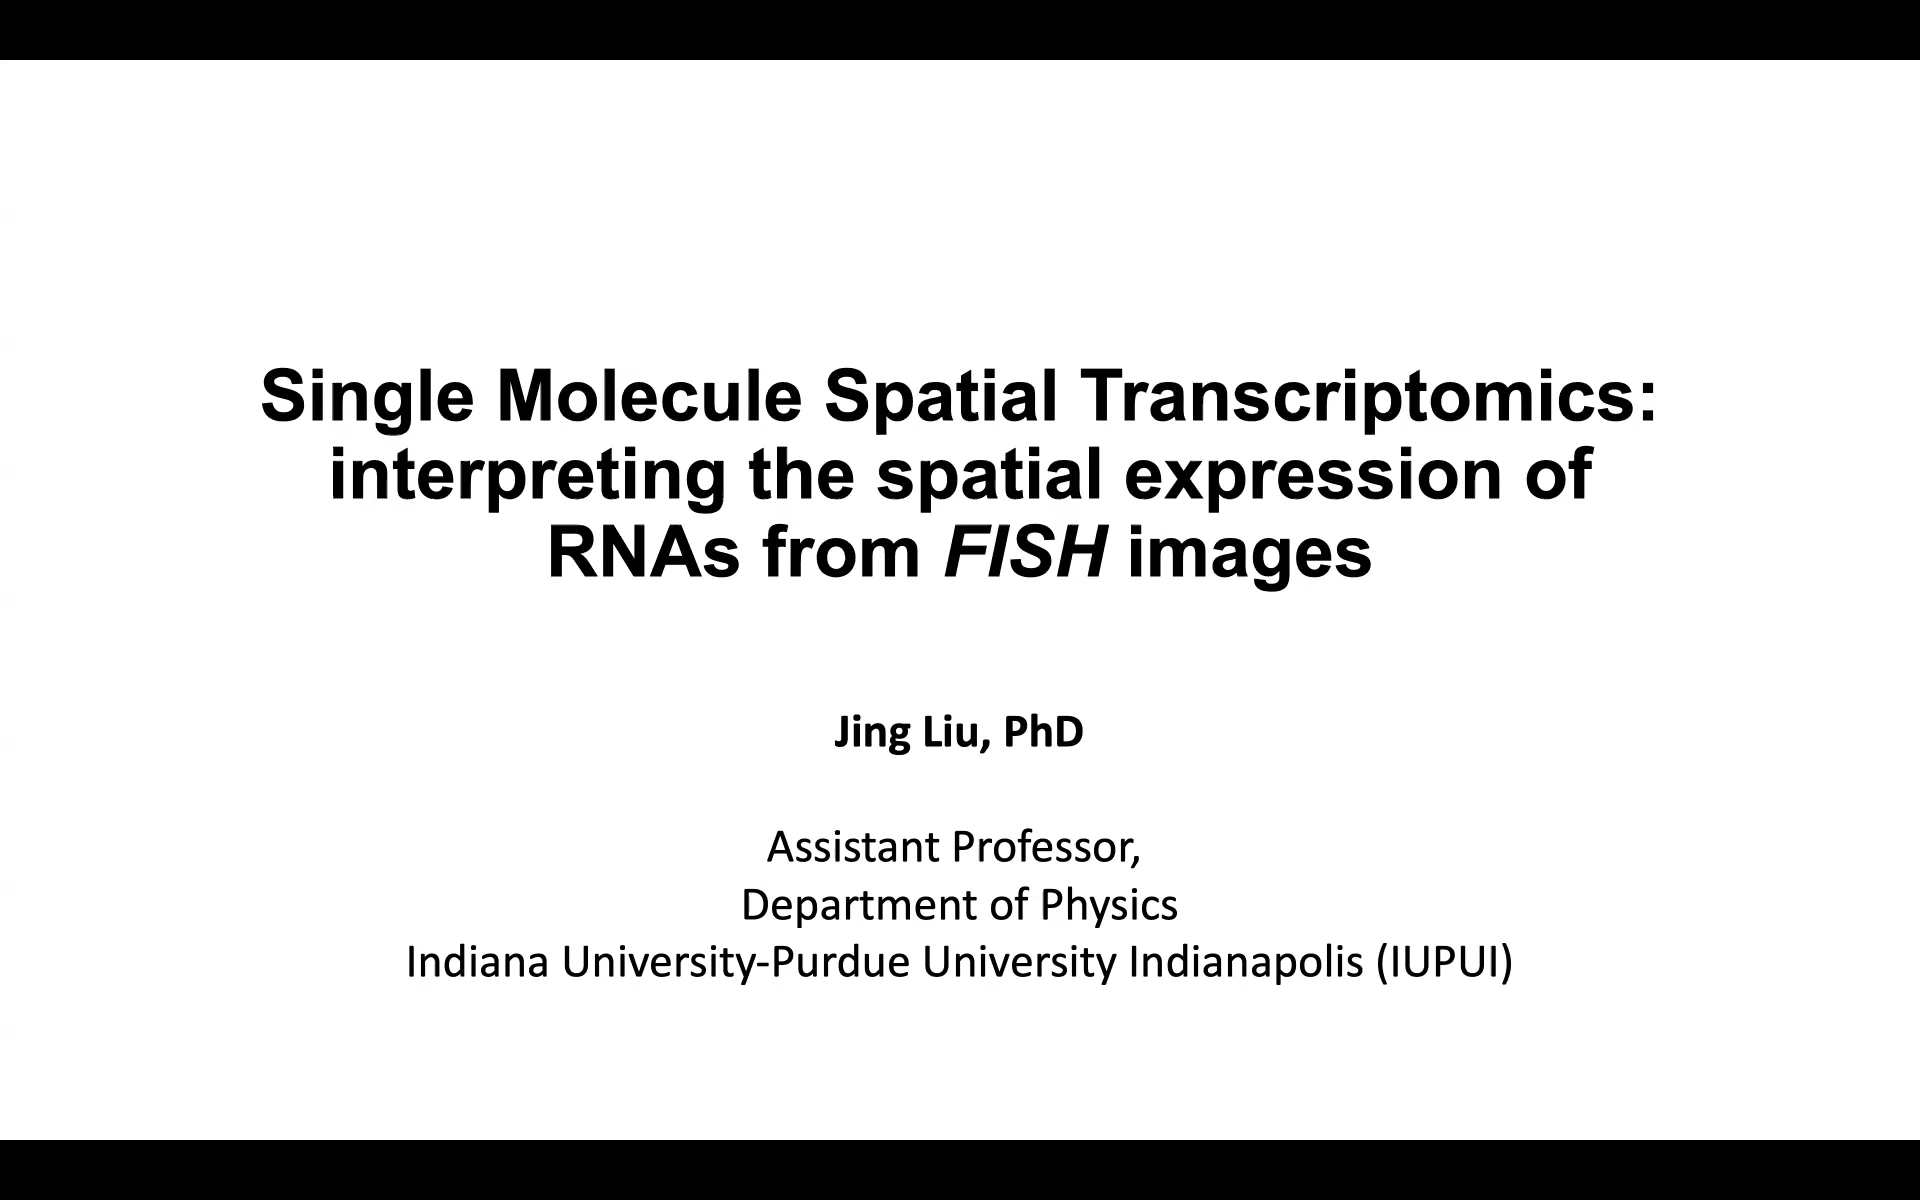 Single Molecule Spatial Transcriptomics:
interpreting the spatial expression of
RNAs from FISH images
Jing Liu, PhD
Assistant Professor,
Department of Physics
Indiana University-Purdue University Indianapolis (IUPUI)